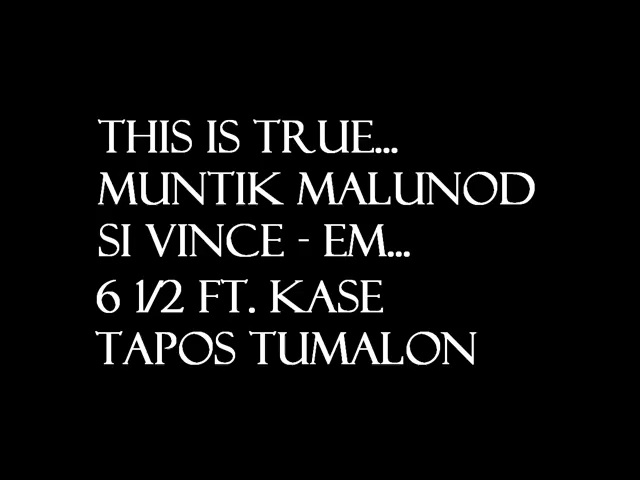 THIS IS TRUE...
MUNTIK MALUNOD
SI VINCE - EM...
6 1/2 FT. KASE
TAPOS TUMALON